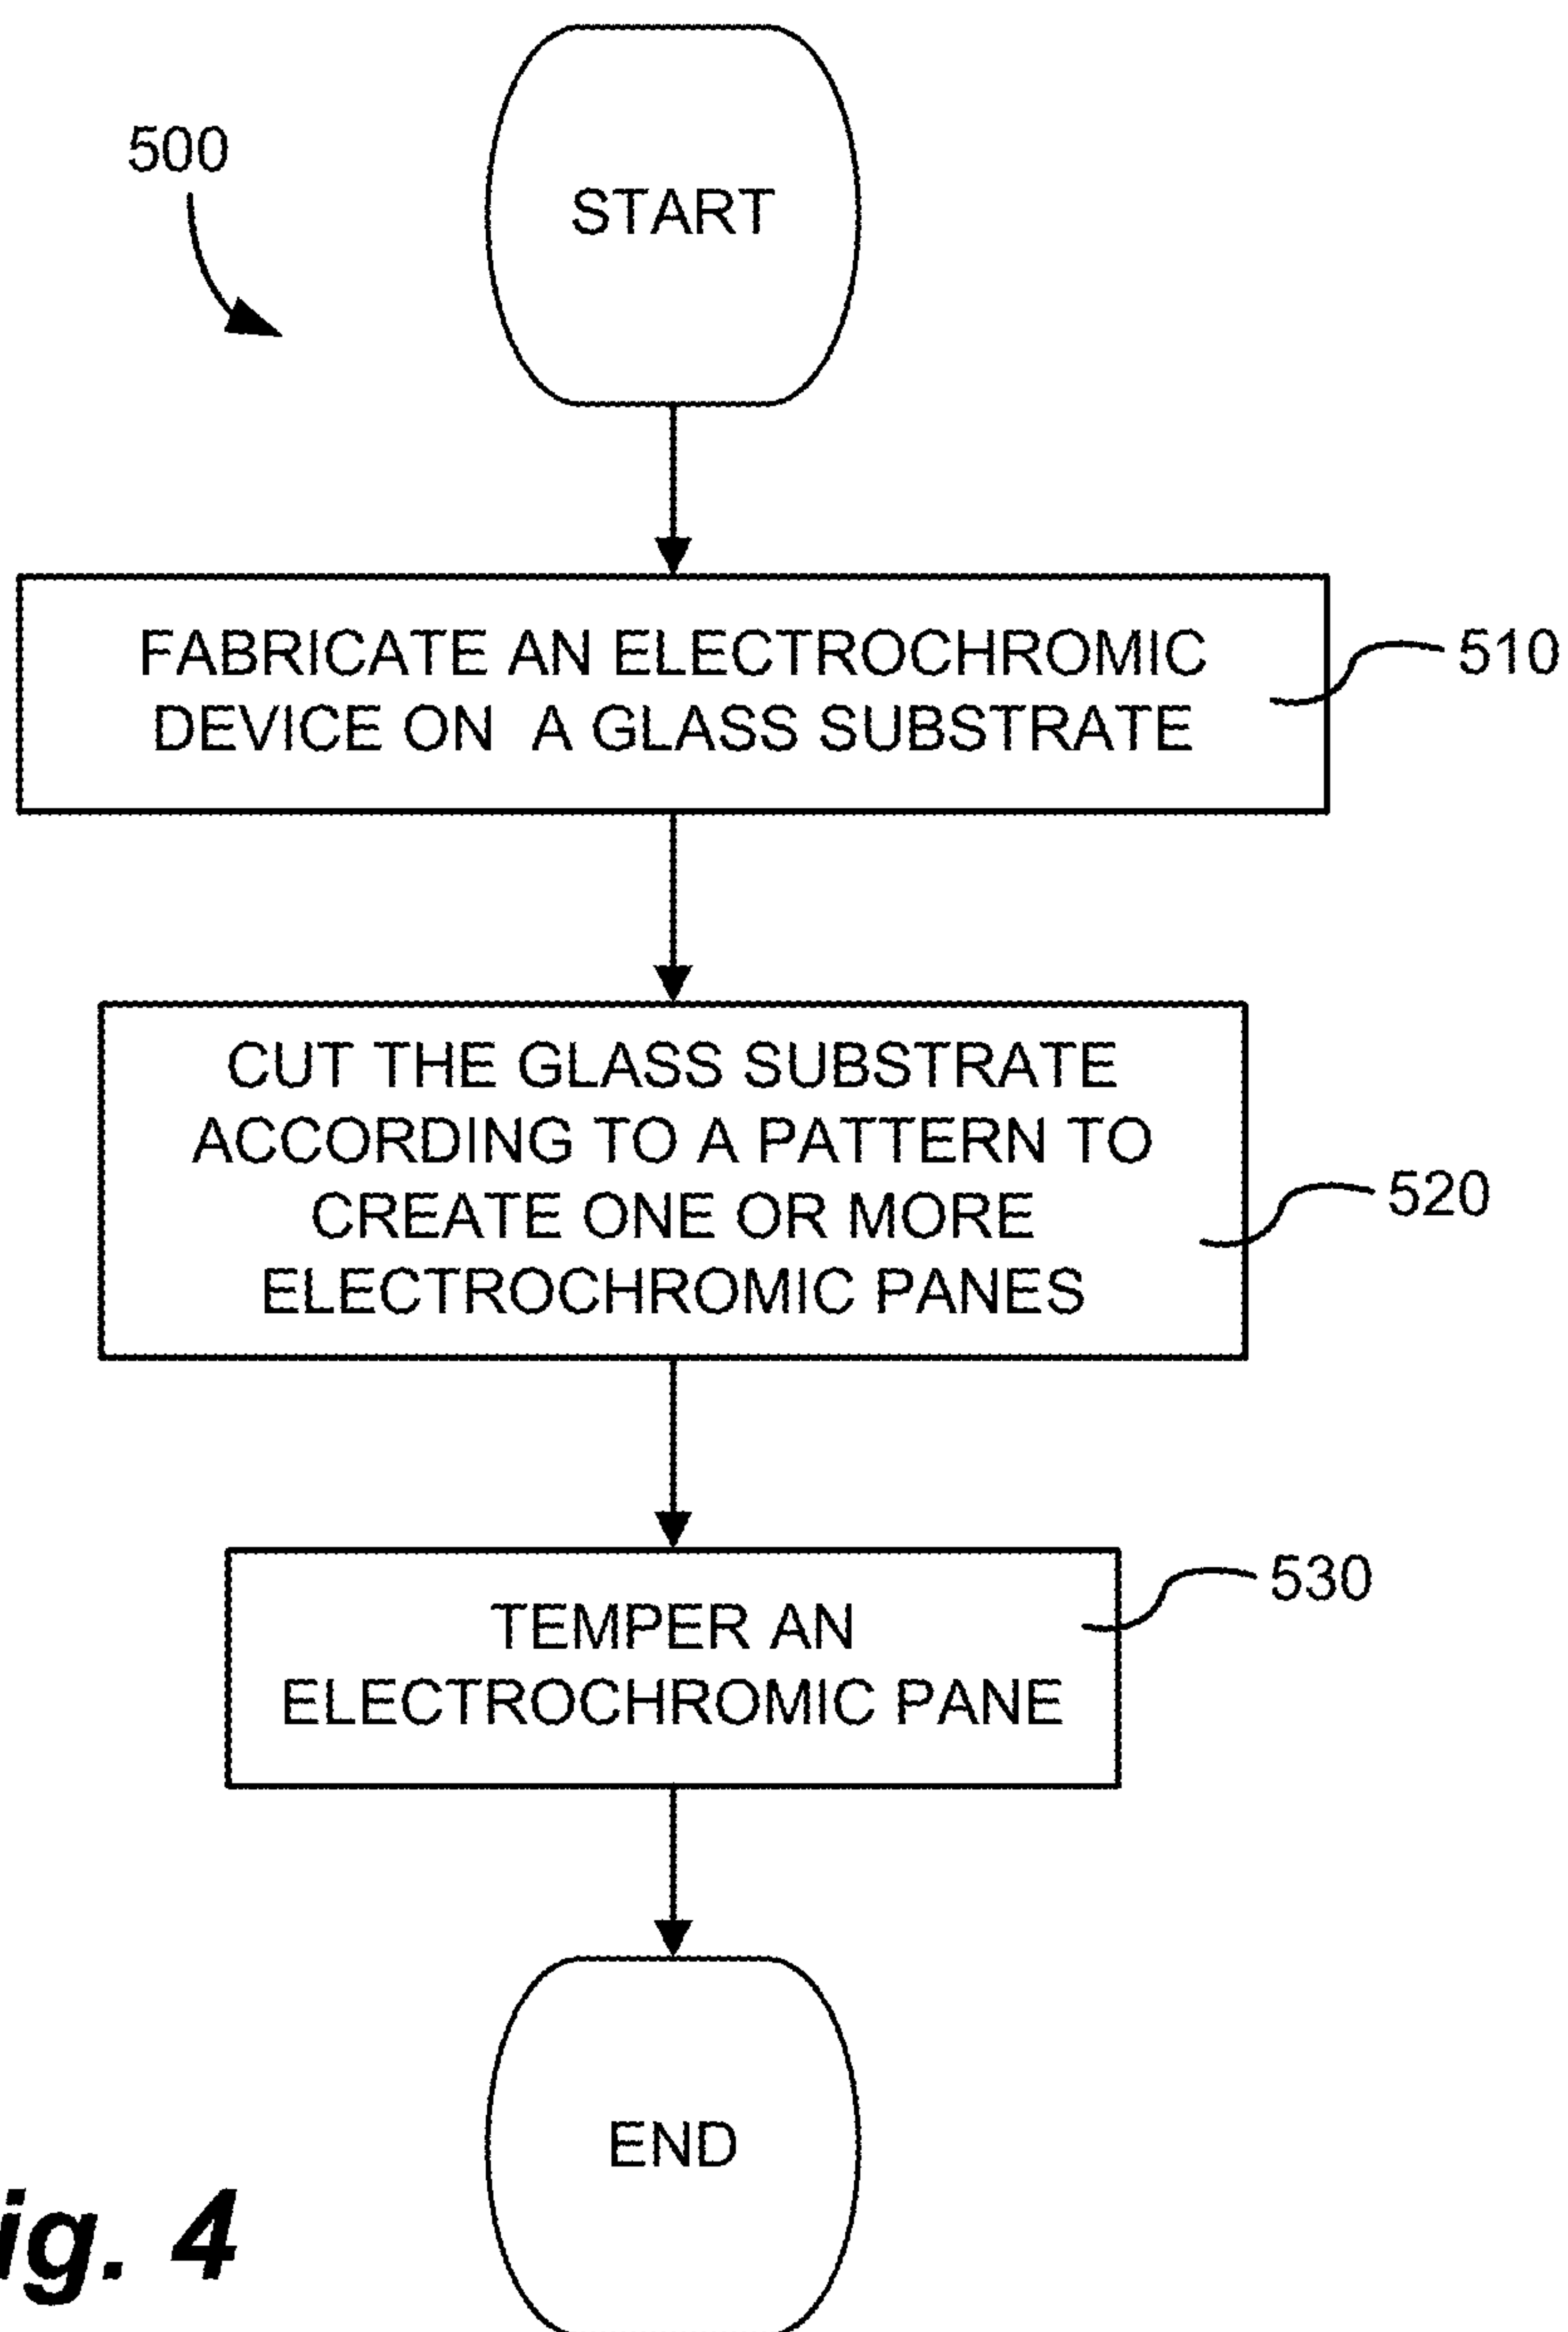 500
START
FABRICATE AN ELECTROCHROMIC
DEVICE ON A GLASS SUBSTRATE
510
CUT THE GLASS SUBSTRATE
ACCORDING TO A PATTERN TO
CREATE ONE OR MORE
ELECTROCHROMIC PANES
520
TEMPER AN
ELECTROCHROMIC PANE
530
END
ig. 4